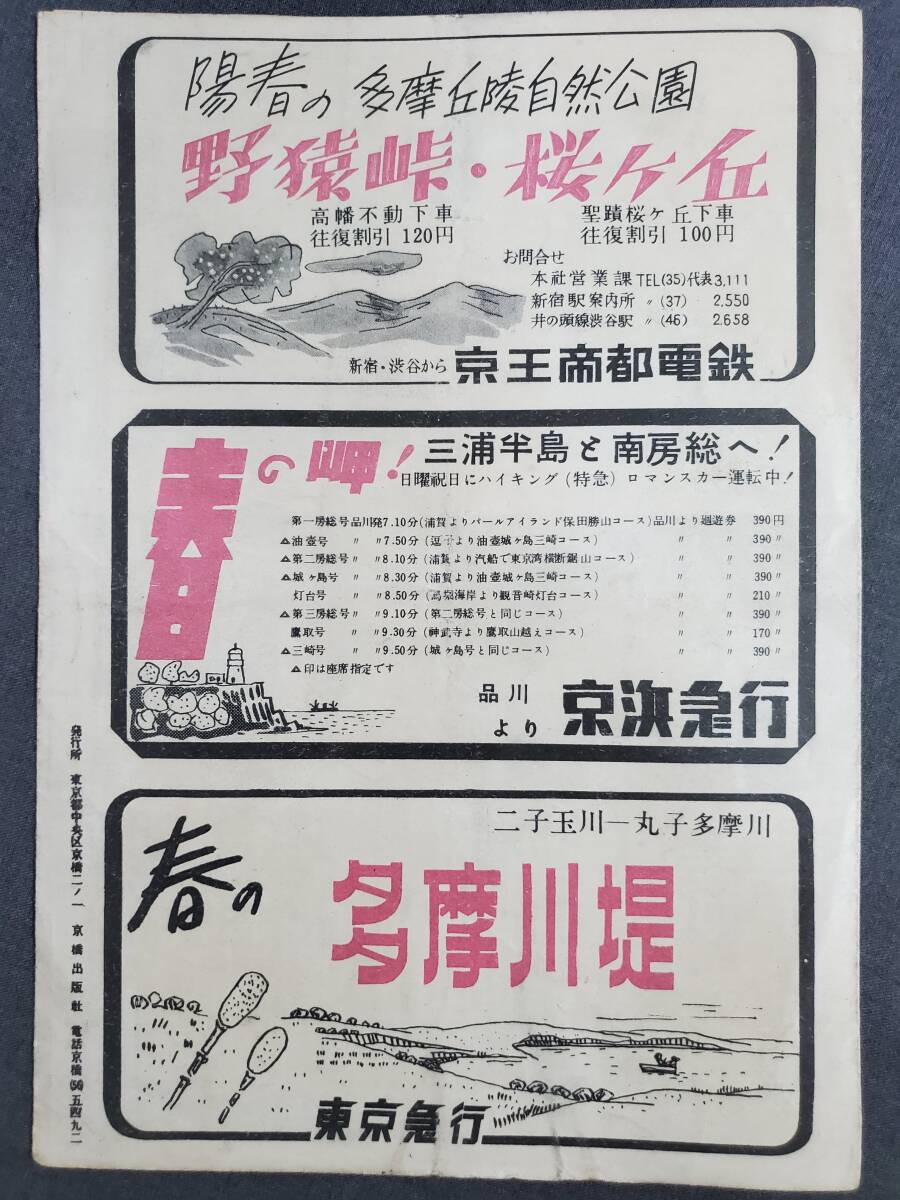 陽春の 多摩丘陵自然公園
野猿峠・桜ケ丘
高幡不動下車
往復割引 120円
聖蹟桜ケ丘下車
往復割引 100円
お問合せ
本社営業課 TEL(35)代表3,111
新宿駅案内所 〃 (37) 2,550
井の頭線渋谷駅 〃 (46) 2,658
新宿・渋谷から 京王帝都電鉄
春の岬!
三浦半島と南房総へ!
日曜祝日にハイキング(特急)ロマンスカー運転中!
第一房総号 品川発7.10分(浦賀よりパールアイランド保田勝山コース)品川より廻遊券 390円
△油壺号 〃 〃7.50分(逗子より油壺城ケ島三崎コース) 〃 〃 390〃
△第二房総号 〃 〃8.10分(浦賀より汽船で東京湾横断鋸山コース) 〃 〃 390〃
△城ケ島号 〃 〃8.30分(浦賀より油壺城ケ島三崎コース) 〃 〃 390〃
灯台号 〃 〃8.50分(馬堀海岸より観音崎灯台コース) 〃 〃 210〃
△第三房総号 〃 〃9.10分(第二房総号と同じコース) 〃 〃 390〃
鷹取号 〃 〃9.30分(神武寺より鷹取山越えコース) 〃 〃 170〃
△三崎号 〃 〃9.50分(城ケ島号と同じコース) 〃 〃 390〃
△印は座席指定です
品川より 京浜急行
二子玉川—丸子多摩川
春の
多摩川堤
東京急行
発行所 東京都中央区京橋二ノ一 京橋出版社 電話京橋(56)五四九二